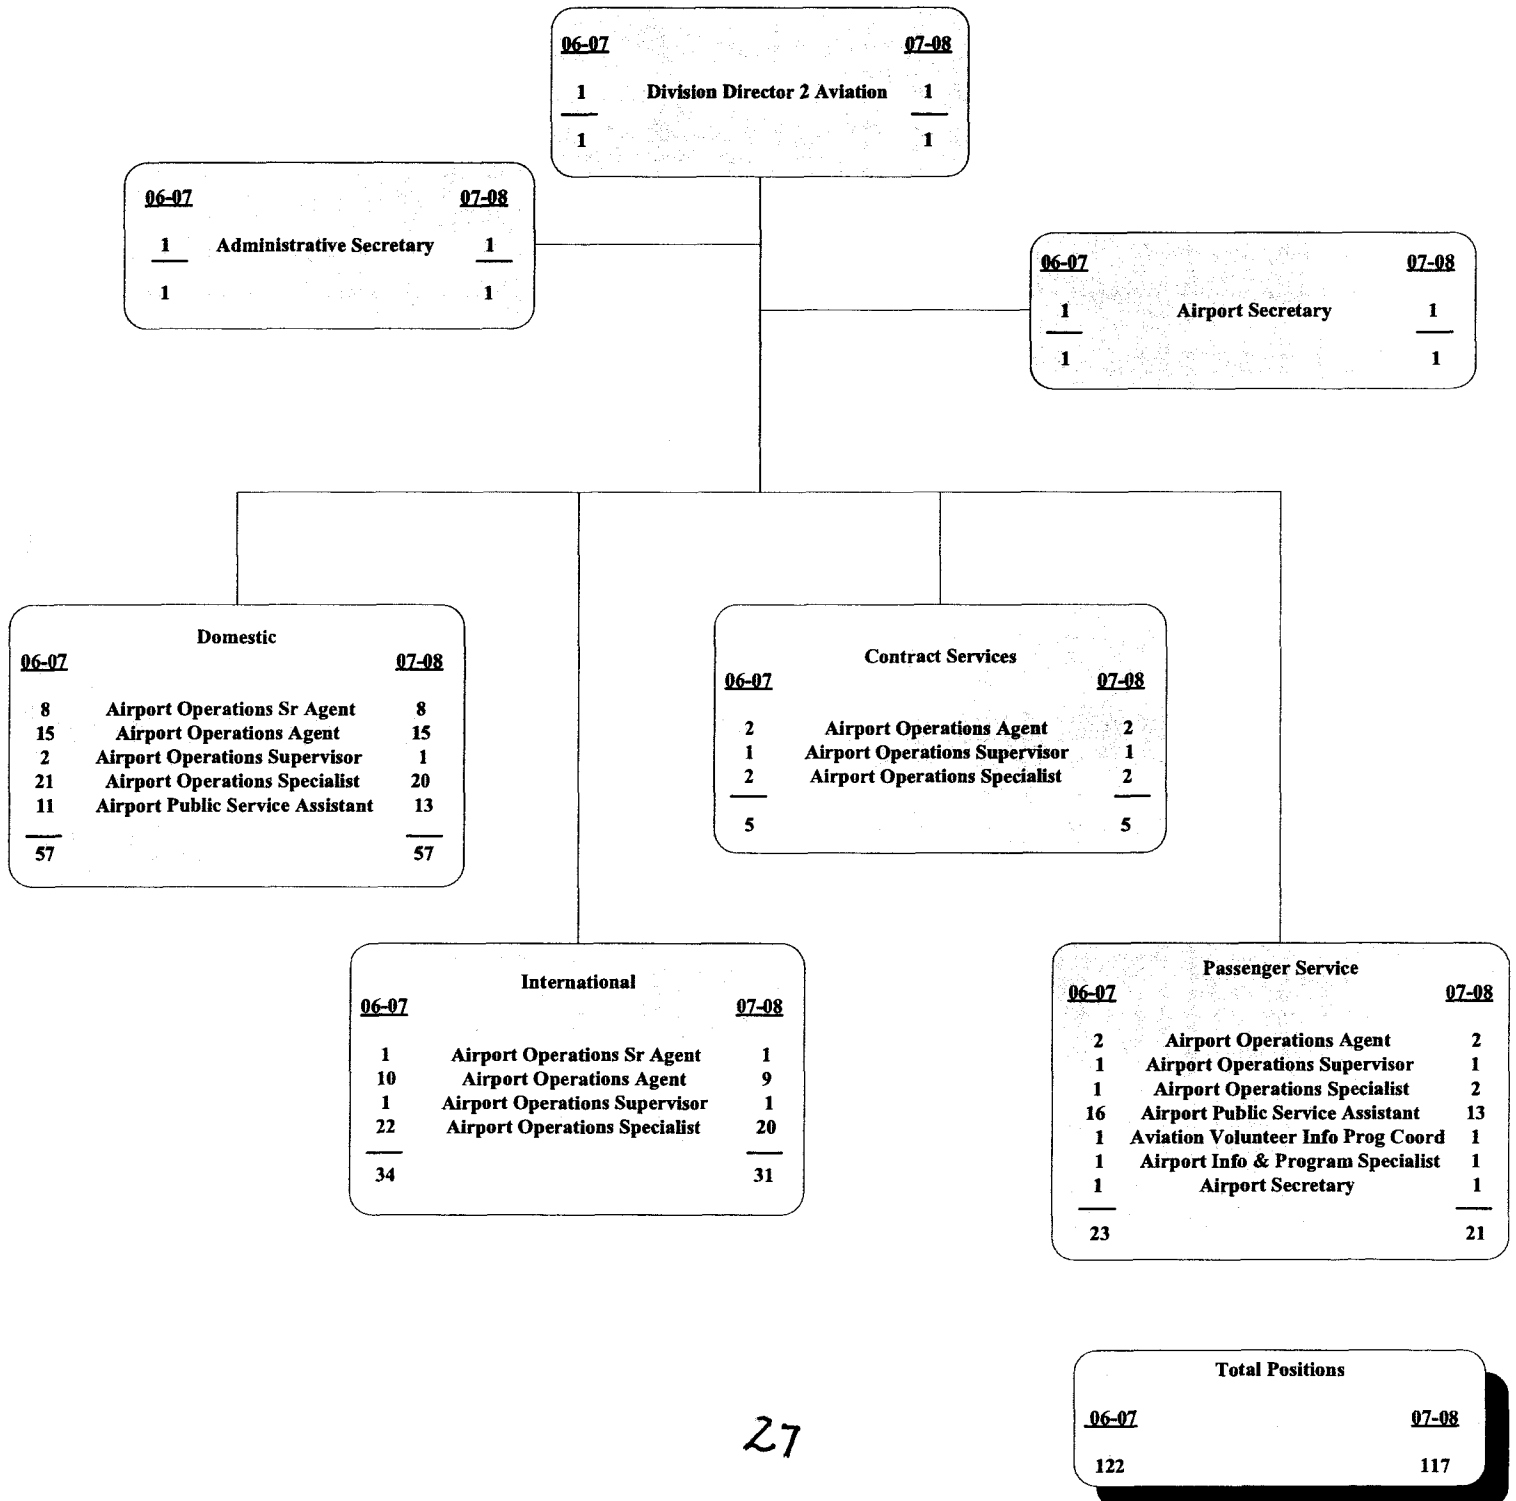 06-07 07-08
1 Division Director 2 Aviation 1
1 1
06-07 07-08
1 Administrative Secretary 1
1 1
06-07 07-08
1 Airport Secretary 1
1 1
Domestic
06-07 07-08
8 Airport Operations Sr Agent 8
15 Airport Operations Agent 15
2 Airport Operations Supervisor 1
21 Airport Operations Specialist 20
11 Airport Public Service Assistant 13
57 57
Contract Services
06-07 07-08
2 Airport Operations Agent 2
1 Airport Operations Supervisor 1
2 Airport Operations Specialist 2
5 5
International
06-07 07-08
1 Airport Operations Sr Agent 1
10 Airport Operations Agent 9
1 Airport Operations Supervisor 1
22 Airport Operations Specialist 20
34 31
Passenger Service
06-07 07-08
2 Airport Operations Agent 2
1 Airport Operations Supervisor 1
1 Airport Operations Specialist 2
16 Airport Public Service Assistant 13
1 Aviation Volunteer Info Prog Coord 1
1 Airport Info & Program Specialist 1
1 Airport Secretary 1
23 21
Total Positions
06-07 07-08
122 117
27